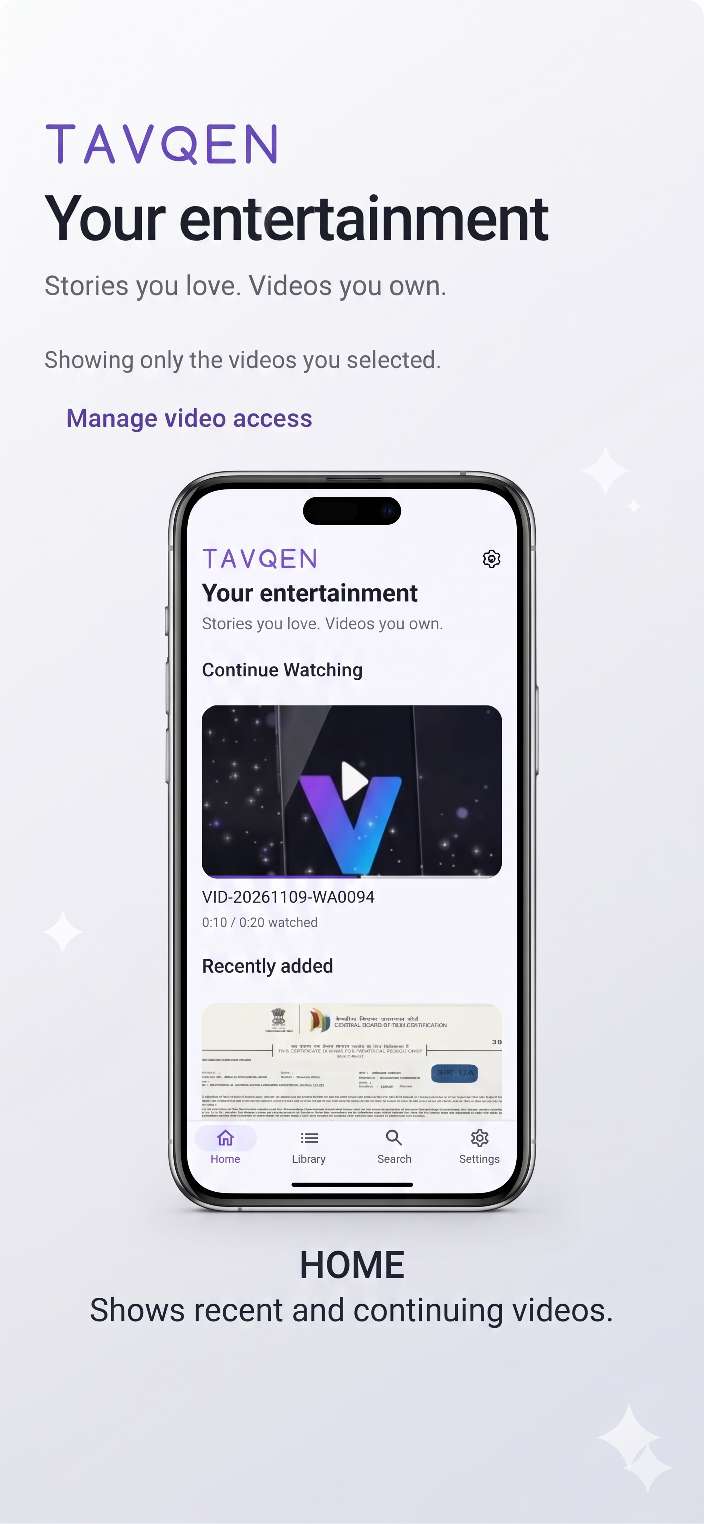 TAVQEN
Your entertainment
Stories you love. Videos you own.
Showing only the videos you selected.
Manage video access
TAVQEN
Your entertainment
Stories you love. Videos you own.
Continue Watching
VID-20261109-WA0094
0:10 / 0:20 watched
Recently added
CENTRAL BOARD OF FILM CERTIFICATION
Home
Library
Search
Settings
HOME
Shows recent and continuing videos.